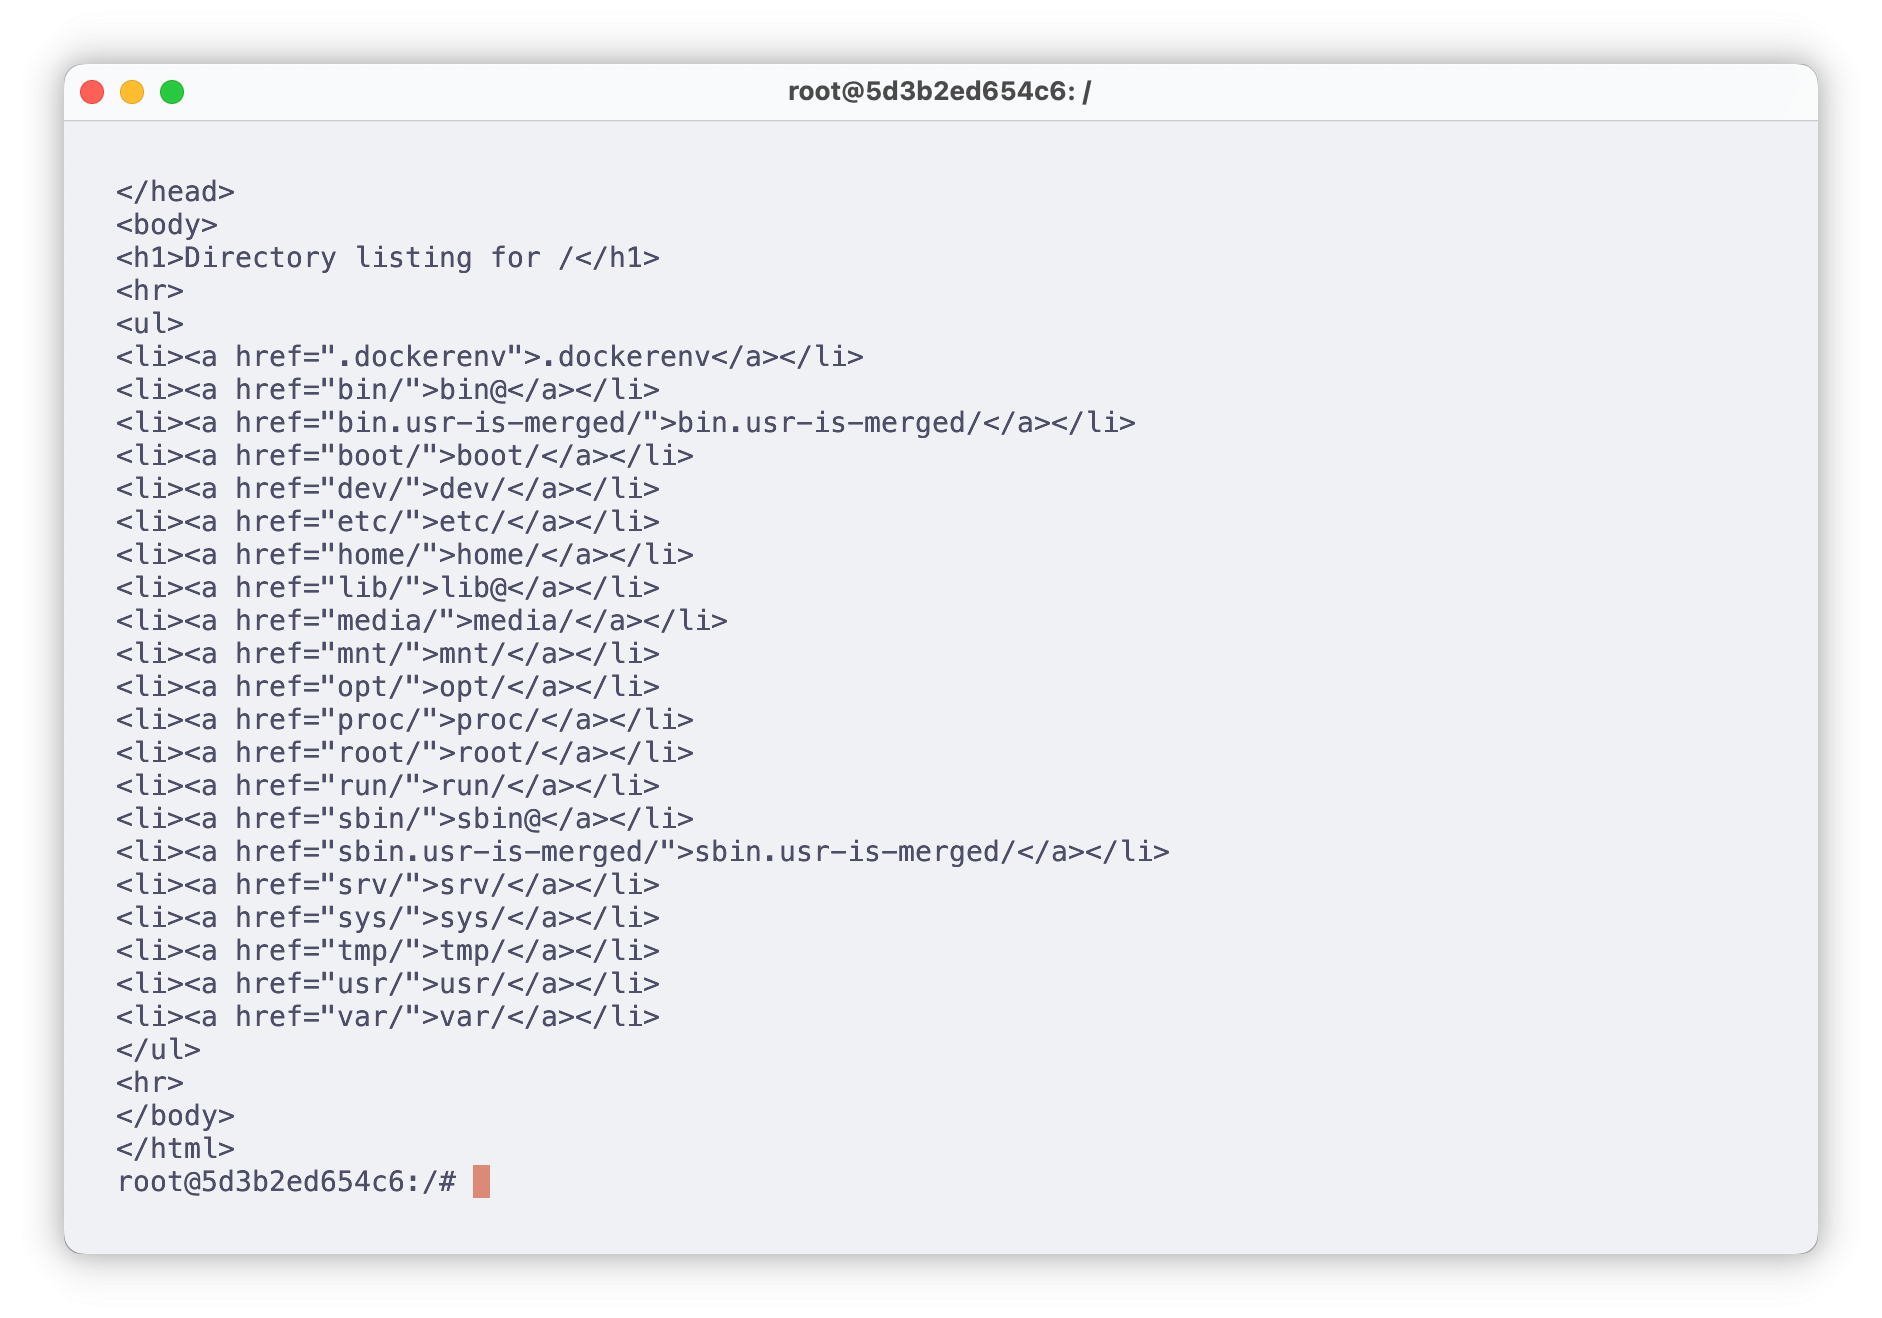 root@5d3b2ed654c6: /
</head>
<body>
<h1>Directory listing for /</h1>
<hr>
<ul>
<li><a href=".dockerenv">.dockerenv</a></li>
<li><a href="bin/">bin@</a></li>
<li><a href="bin.usr-is-merged/">bin.usr-is-merged/</a></li>
<li><a href="boot/">boot/</a></li>
<li><a href="dev/">dev/</a></li>
<li><a href="etc/">etc/</a></li>
<li><a href="home/">home/</a></li>
<li><a href="lib/">lib@</a></li>
<li><a href="media/">media/</a></li>
<li><a href="mnt/">mnt/</a></li>
<li><a href="opt/">opt/</a></li>
<li><a href="proc/">proc/</a></li>
<li><a href="root/">root/</a></li>
<li><a href="run/">run/</a></li>
<li><a href="sbin/">sbin@</a></li>
<li><a href="sbin.usr-is-merged/">sbin.usr-is-merged/</a></li>
<li><a href="srv/">srv/</a></li>
<li><a href="sys/">sys/</a></li>
<li><a href="tmp/">tmp/</a></li>
<li><a href="usr/">usr/</a></li>
<li><a href="var/">var/</a></li>
</ul>
<hr>
</body>
</html>
root@5d3b2ed654c6:/#